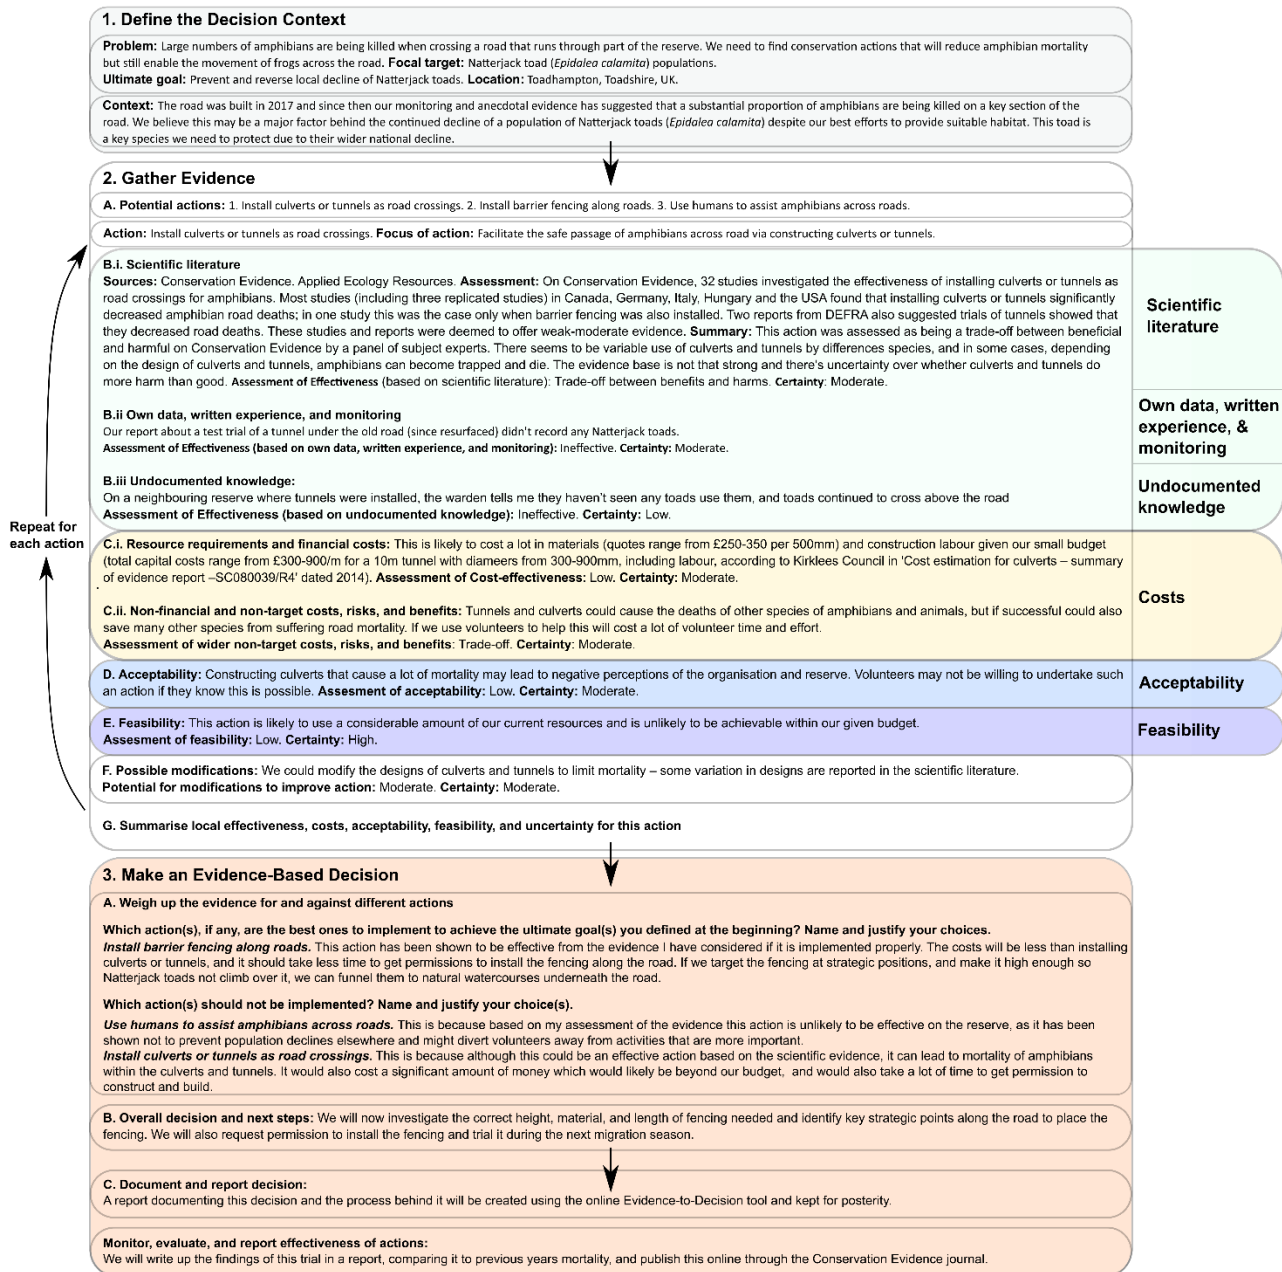 1. Define the Decision Context
Problem: Large numbers of amphibians are being killed when crossing a road that runs through part of the reserve. We need to find conservation actions that will reduce amphibian mortality
but still enable the movement of frogs across the road. Focal target: Natterjack toad (Epidalea calamita) populations.
Ultimate goal: Prevent and reverse local decline of Natterjack toads. Location: Toadhampton, Toadshire, UK.
Context: The road was built in 2017 and since then our monitoring and anecdotal evidence has suggested that a substantial proportion of amphibians are being killed on a key section of the
road. We believe this may be a major factor behind the continued decline of a population of Natterjack toads (Epidalea calamita) despite our best efforts to provide suitable habitat. This toad is
a key species we need to protect due to their wider national decline.
2. Gather Evidence
A. Potential actions: 1. Install culverts or tunnels as road crossings. 2. Install barrier fencing along roads. 3. Use humans to assist amphibians across roads.
Action: Install culverts or tunnels as road crossings. Focus of action: Facilitate the safe passage of amphibians across road via constructing culverts or tunnels.
B.i. Scientific literature
Sources: Conservation Evidence. Applied Ecology Resources. Assessment: On Conservation Evidence, 32 studies investigated the effectiveness of installing culverts or tunnels as
road crossings for amphibians. Most studies (including three replicated studies) in Canada, Germany, Italy, Hungary and the USA found that installing culverts or tunnels significantly
decreased amphibian road deaths; in one study this was the case only when barrier fencing was also installed. Two reports from DEFRA also suggested trials of tunnels showed that
they decreased road deaths. These studies and reports were deemed to offer weak-moderate evidence. Summary: This action was assessed as being a trade-off between beneficial
and harmful on Conservation Evidence by a panel of subject experts. There seems to be variable use of culverts and tunnels by differences species, and in some cases, depending
on the design of culverts and tunnels, amphibians can become trapped and die. The evidence base is not that strong and there's uncertainty over whether culverts and tunnels do
more harm than good. Assessment of Effectiveness (based on scientific literature): Trade-off between benefits and harms. Certainty: Moderate.
Scientific
literature
B.ii Own data, written experience, and monitoring
Our report about a test trial of a tunnel under the old road (since resurfaced) didn't record any Natterjack toads.
Assessment of Effectiveness (based on own data, written experience, and monitoring): Ineffective. Certainty: Moderate.
Own data, written
experience, &
monitoring
B.iii Undocumented knowledge:
On a neighbouring reserve where tunnels were installed, the warden tells me they haven't seen any toads use them, and toads continued to cross above the road
Assessment of Effectiveness (based on undocumented knowledge): Ineffective. Certainty: Low.
Undocumented
knowledge
Repeat for
each action
C.i. Resource requirements and financial costs: This is likely to cost a lot in materials (quotes range from £250-350 per 500mm) and construction labour given our small budget
(total capital costs range from £300-900/m for a 10m tunnel with diameers from 300-900mm, including labour, according to Kirklees Council in 'Cost estimation for culverts – summary
of evidence report –SC080039/R4' dated 2014). Assessment of Cost-effectiveness: Low. Certainty: Moderate.
C.ii. Non-financial and non-target costs, risks, and benefits: Tunnels and culverts could cause the deaths of other species of amphibians and animals, but if successful could also
save many other species from suffering road mortality. If we use volunteers to help this will cost a lot of volunteer time and effort.
Assessment of wider non-target costs, risks, and benefits: Trade-off. Certainty: Moderate.
Costs
D. Acceptability: Constructing culverts that cause a lot of mortality may lead to negative perceptions of the organisation and reserve. Volunteers may not be willing to undertake such
an action if they know this is possible. Assesment of acceptability: Low. Certainty: Moderate.
Acceptability
E. Feasibility: This action is likely to use a considerable amount of our current resources and is unlikely to be achievable within our given budget.
Assesment of feasibility: Low. Certainty: High.
Feasibility
F. Possible modifications: We could modify the designs of culverts and tunnels to limit mortality – some variation in designs are reported in the scientific literature.
Potential for modifications to improve action: Moderate. Certainty: Moderate.
G. Summarise local effectiveness, costs, acceptability, feasibility, and uncertainty for this action
3. Make an Evidence-Based Decision
A. Weigh up the evidence for and against different actions
Which action(s), if any, are the best ones to implement to achieve the ultimate goal(s) you defined at the beginning? Name and justify your choices.
Install barrier fencing along roads. This action has been shown to be effective from the evidence I have considered if it is implemented properly. The costs will be less than installing
culverts or tunnels, and it should take less time to get permissions to install the fencing along the road. If we target the fencing at strategic positions, and make it high enough so
Natterjack toads not climb over it, we can funnel them to natural watercourses underneath the road.
Which action(s) should not be implemented? Name and justify your choice(s).
Use humans to assist amphibians across roads. This is because based on my assessment of the evidence this action is unlikely to be effective on the reserve, as it has been
shown not to prevent population declines elsewhere and might divert volunteers away from activities that are more important.
Install culverts or tunnels as road crossings. This is because although this could be an effective action based on the scientific evidence, it can lead to mortality of amphibians
within the culverts and tunnels. It would also cost a significant amount of money which would likely be beyond our budget, and would also take a lot of time to get permission to
construct and build.
B. Overall decision and next steps: We will now investigate the correct height, material, and length of fencing needed and identify key strategic points along the road to place the
fencing. We will also request permission to install the fencing and trial it during the next migration season.
C. Document and report decision:
A report documenting this decision and the process behind it will be created using the online Evidence-to-Decision tool and kept for posterity.
Monitor, evaluate, and report effectiveness of actions:
We will write up the findings of this trial in a report, comparing it to previous years mortality, and publish this online through the Conservation Evidence journal.